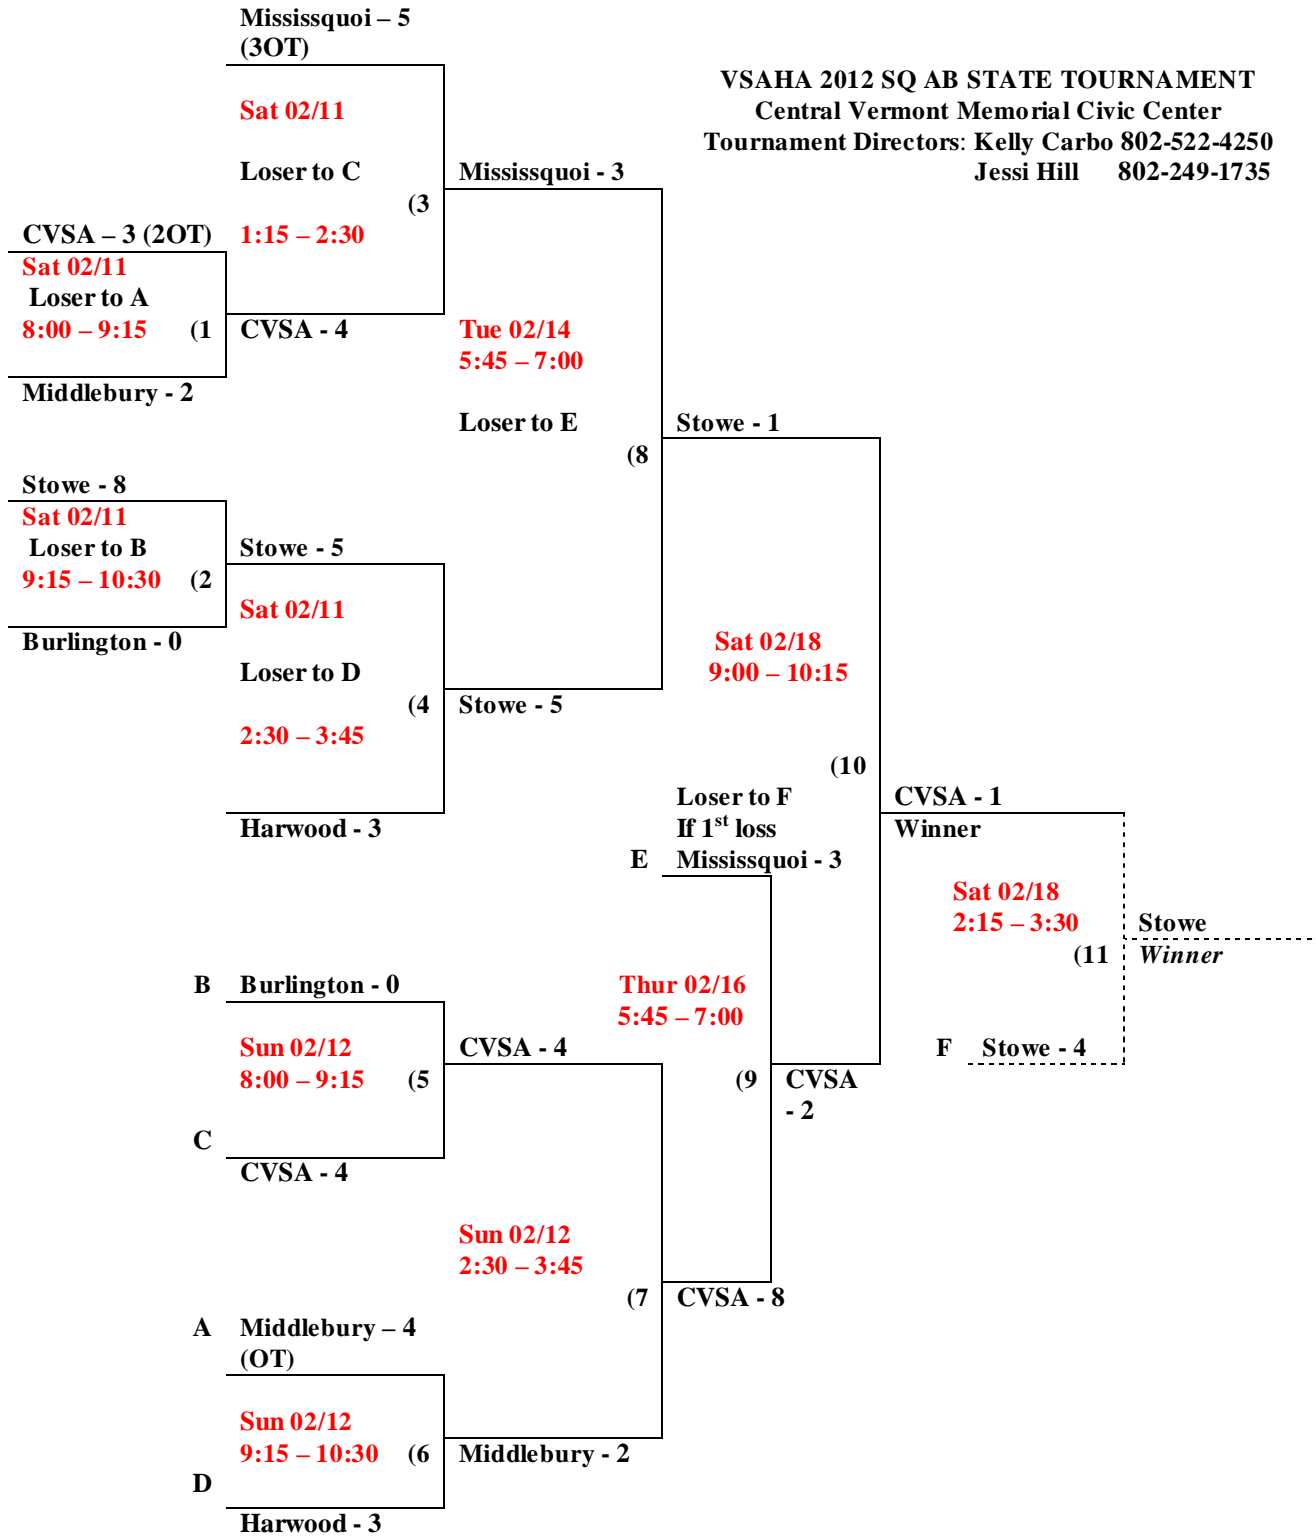 Mississquoi – 5
(3OT)
VSAHA 2012 SQ AB STATE TOURNAMENT
Central Vermont Memorial Civic Center
Tournament Directors: Kelly Carbo 802-522-4250
Jessi Hill 802-249-1735
Sat 02/11
Loser to C
(3
1:15 – 2:30
Mississquoi - 3
CVSA – 3 (2OT)
Sat 02/11
Loser to A
8:00 – 9:15 (1
CVSA - 4
Middlebury - 2
Tue 02/14
5:45 – 7:00
Loser to E
(8
Stowe - 1
Stowe - 8
Sat 02/11
Loser to B
9:15 – 10:30 (2
Stowe - 5
Burlington - 0
Sat 02/11
Loser to D
(4
2:30 – 3:45
Stowe - 5
Harwood - 3
Sat 02/18
9:00 – 10:15
(10
Loser to F
If 1st loss
E Mississquoi - 3
CVSA - 1
Winner
Sat 02/18
2:15 – 3:30
(11
Stowe
Winner
F Stowe - 4
B Burlington - 0
Sun 02/12
8:00 – 9:15 (5
C
CVSA - 4
CVSA - 4
Thur 02/16
5:45 – 7:00
(9
CVSA
- 2
Sun 02/12
2:30 – 3:45
(7
CVSA - 8
A Middlebury – 4
(OT)
Sun 02/12
9:15 – 10:30 (6
Middlebury - 2
D
Harwood - 3